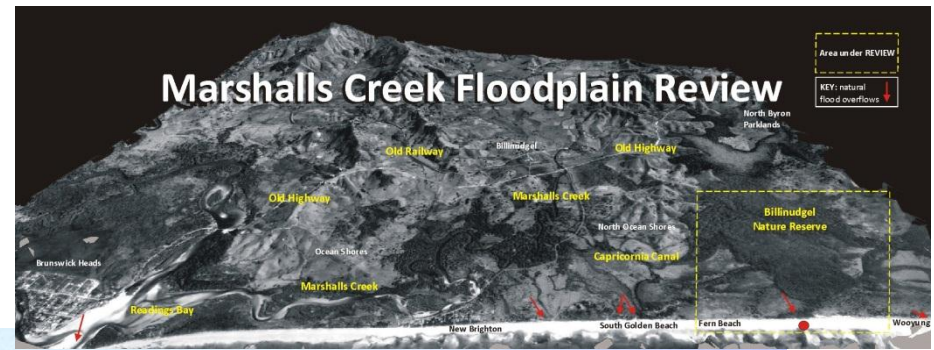 Area under REVIEW
Marshalls Creek Floodplain Review
KEY: natural
flood overflows
North Byron
Parklands
Old Railway
Billinudgel
Old Highway
Old Highway
Marshalls Creek
Billinudgel
Nature Reserve
North Ocean Shores
Ocean Shores
Capricornia Canal
Brunswick Heads
Marshalls Creek
Readings Bay
New Brighton
South Golden Beach
Fern Beach
Wooyung